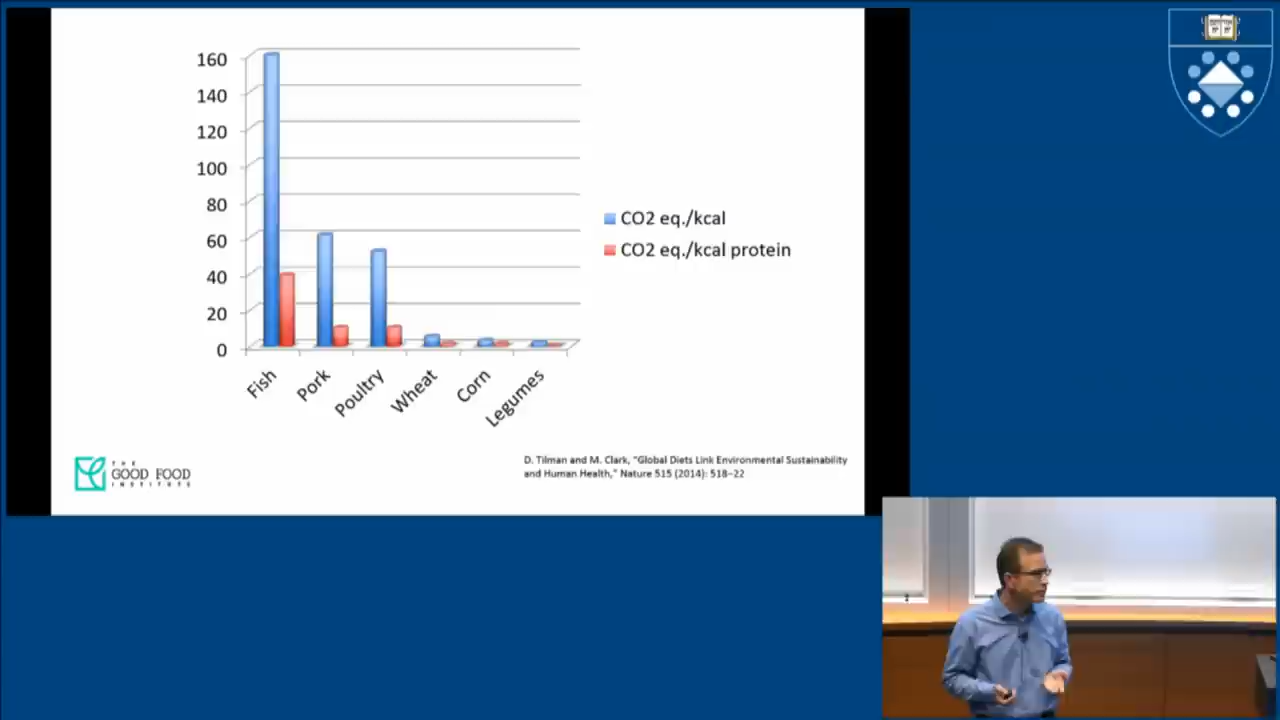 160
140
120
100
80
60
40
20
0
Fish
Pork
Poultry
Wheat
Corn
Legumes
CO2 eq./kcal
CO2 eq./kcal protein
THE
GOOD FOOD
INSTITUTE
D. Tilman and M. Clark, "Global Diets Link Environmental Sustainability
and Human Health," Nature 515 (2014): 518–22